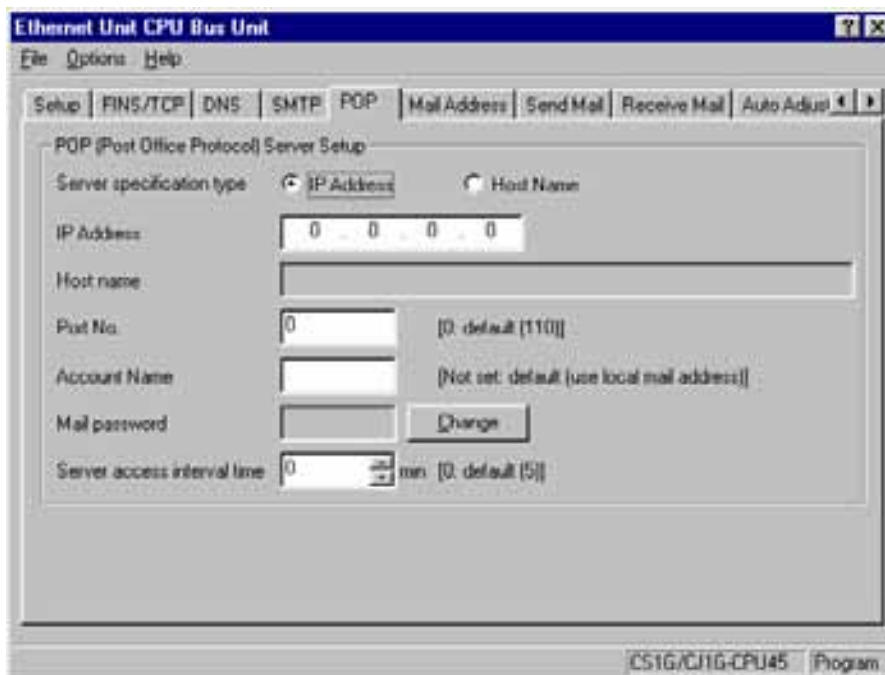 Ethernet Unit CPU Bus Unit
File Options Help
Setup FINS/TCP DNS SMTP POP Mail Address Send Mail Receive Mail Auto Adjus
POP (Post Office Protocol) Server Setup
Server specification type IP Address Host Name
IP Address 0 . 0 . 0 . 0
Host name
Port No. 0 [0: default (110)]
Account Name [Not set: default (use local mail address)]
Mail password Change
Server access interval time 0 min [0: default (5)]
CS1G/CJ1G-CPU45 Program